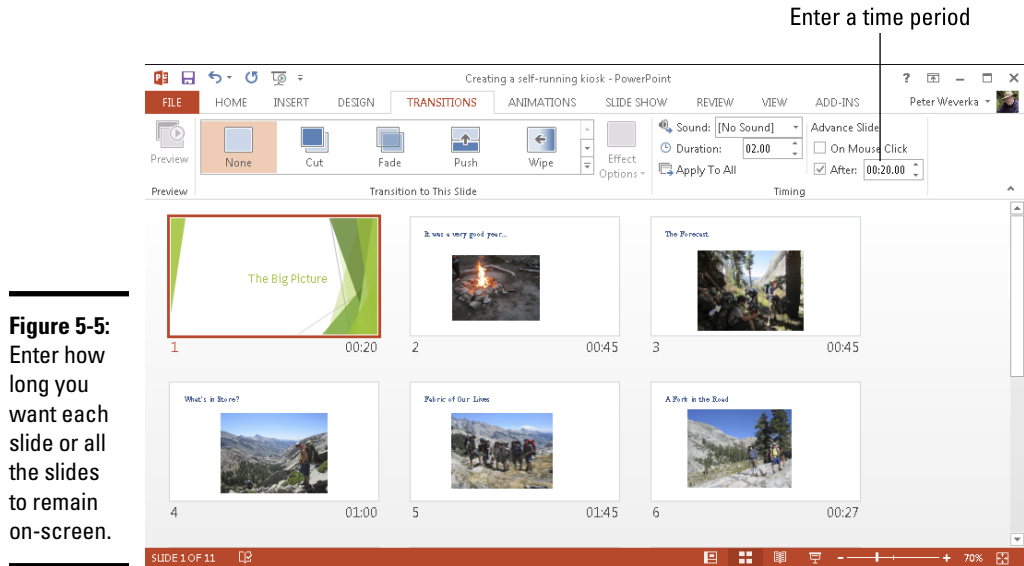 Enter a time period
Creating a self-running kiosk - PowerPoint
FILE HOME INSERT DESIGN TRANSITIONS ANIMATIONS SLIDE SHOW REVIEW VIEW ADD-INS Peter Weverka
Sound: [No Sound] Advance Slide
None Cut Fade Push Wipe
Preview Effect Duration: 02.00 On Mouse Click
Options Apply To All After: 00:20.00
Preview Transition to This Slide Timing
The Big Picture
It was a very good year...
The Forecast
1 00:20 2 00:45 3 00:45
What's in Store?
Fabric of Our Lives
A Fork in the Road
4 01:00 5 01:45 6 00:27
SLIDE 1 OF 11 70%
Figure 5-5:
Enter how
long you
want each
slide or all
the slides
to remain
on-screen.